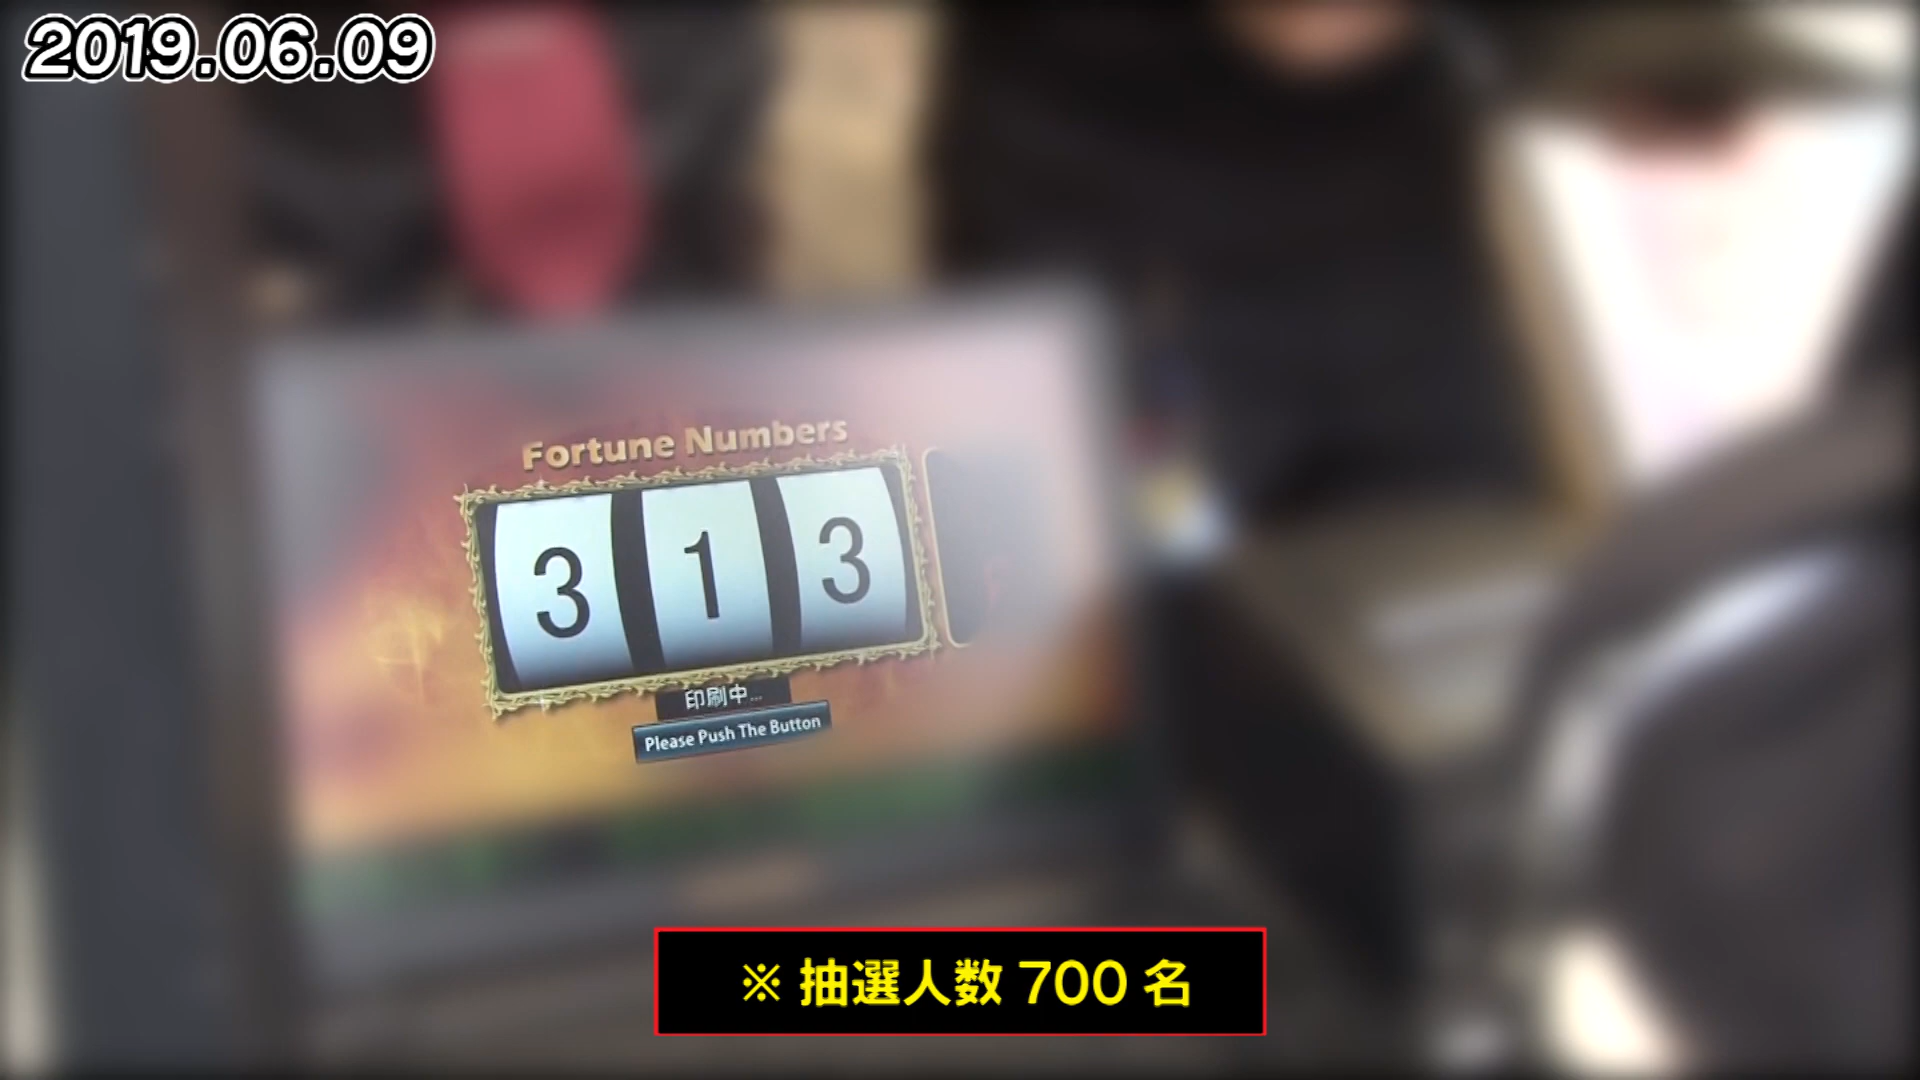 2019.06.09
Fortune Numbers
3 1 3
印刷中...
Please Push The Button
※ 抽選人数 700 名